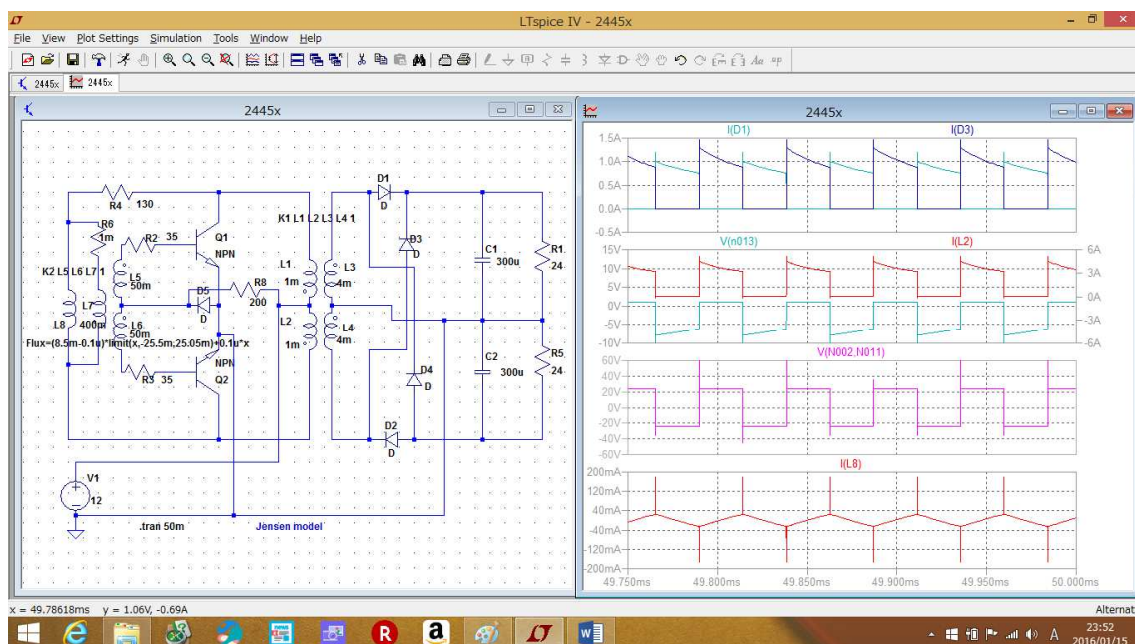 LTspice IV - 2445x
File View Plot Settings Simulation Tools Window Help
2445x 2445x
2445x
R4 130
R6
1m
R2 35
Q1
NPN
K2 L5 L6 L7 1
L5
50m
L7
400m
L8
L6
50m
D5
D
R8
200
Flux=(8.5m-0.1u)*limit(x,-25.5m,25.05m)+0.1u*x
NPN
Q2
R3 35
K1 L1 L2 L3 L4 1
L1
1m
L2
1m
L3
4m
L4
4m
D1
D
D3
D
D4
D
D2
D
C1
300u
C2
300u
R1
24
R5
24
V1
12
.tran 50m
Jensen model
2445x
I(D1) I(D3)
1.5A
1.0A
0.5A
0.0A
-0.5A
V(n013) I(L2)
15V 6A
10V
5V 3A
0V 0A
-5V -3A
-10V -6A
V(N002,N011)
60V
40V
20V
0V
-20V
-40V
-60V
I(L8)
200mA
120mA
40mA
-40mA
-120mA
-200mA
49.750ms 49.800ms 49.850ms 49.900ms 49.950ms 50.000ms
x = 49.78618ms y = 1.06V, -0.69A
Alternat
23:52
2016/01/15